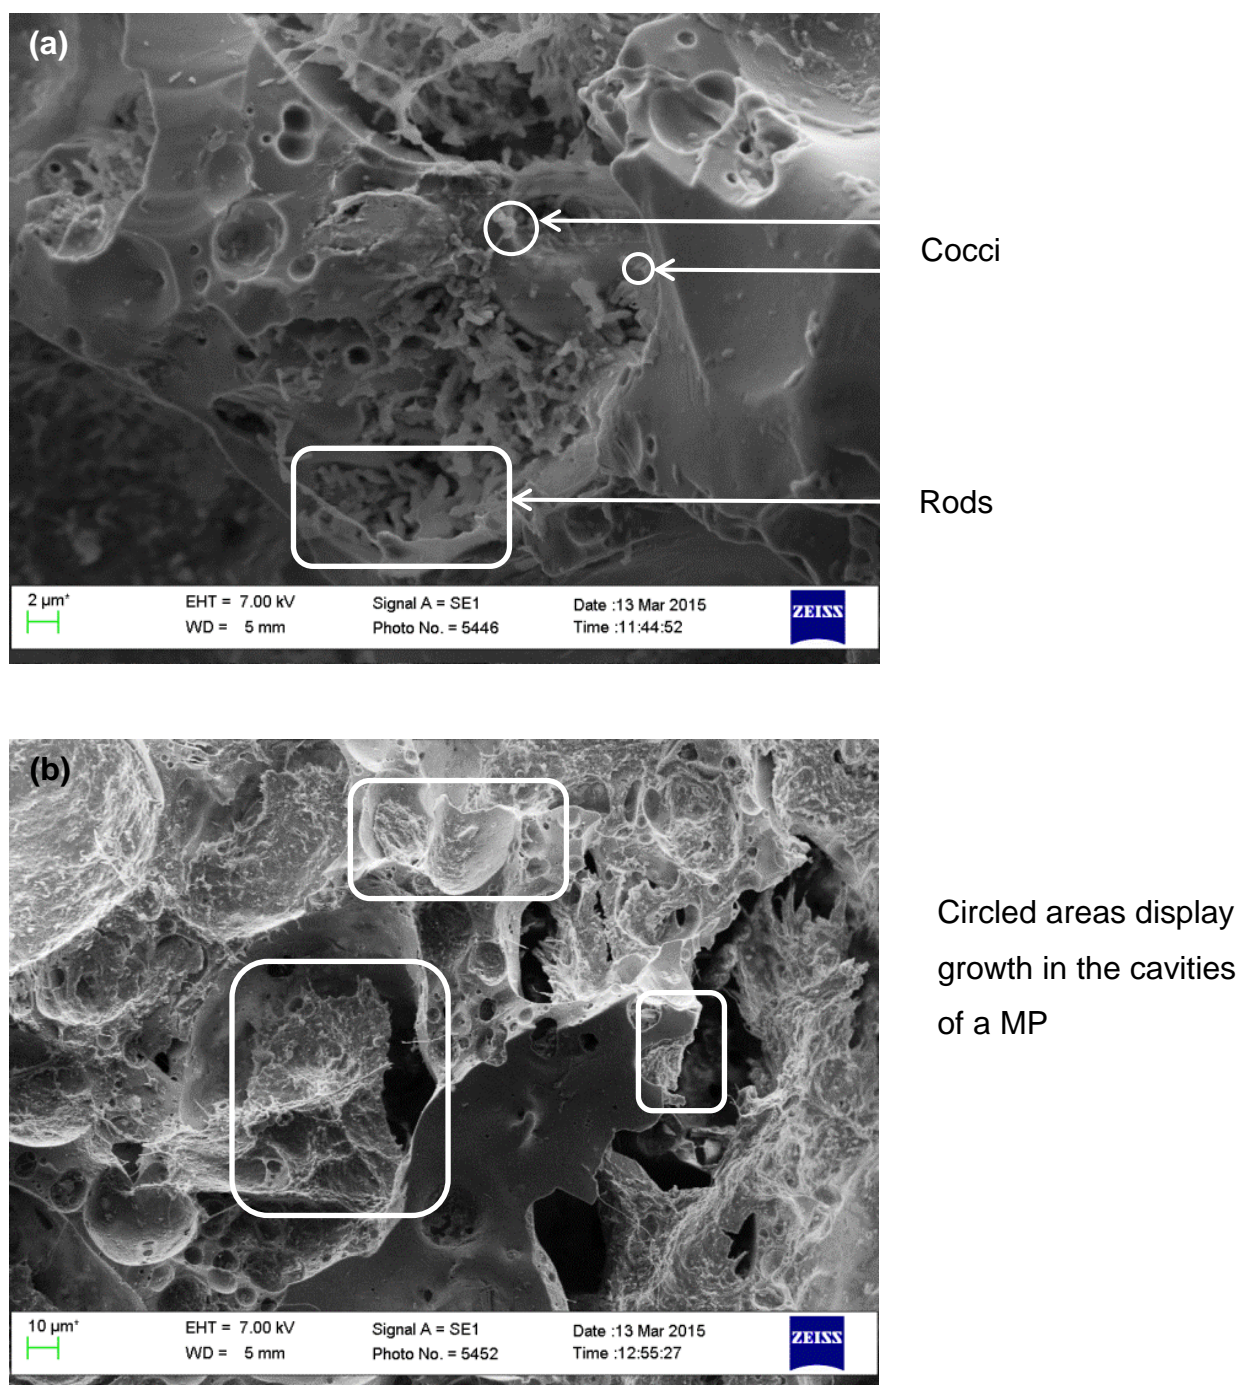 (a)
Cocci
Rods
2 µm*
EHT = 7.00 kV
Signal A = SE1
Date :13 Mar 2015
WD = 5 mm
Photo No. = 5446
Time :11:44:52
ZEISS
(b)
Circled areas display
growth in the cavities
of a MP
10 µm*
EHT = 7.00 kV
Signal A = SE1
Date :13 Mar 2015
WD = 5 mm
Photo No. = 5452
Time :12:55:27
ZEISS